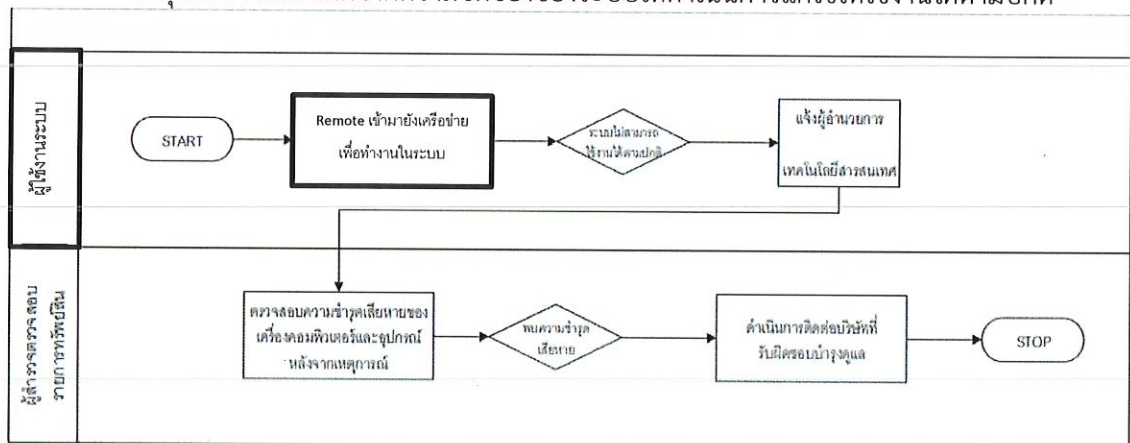 ผู้ใช้งานระบบ
START
Remote เข้ามายังเครือข่าย
เพื่อทำงานในระบบ
ระบบไม่สามารถ
ใช้งานได้ตามปกติ
แจ้งผู้อำนวยการ
เทคโนโลยีสารสนเทศ
ผู้สำรวจตรวจสอบ
รายการทรัพย์สิน
ตรวจสอบความชำรุดเสียหายของ
เครื่องคอมพิวเตอร์และอุปกรณ์
หลังจากเหตุการณ์
พบความชำรุด
เสียหาย
ดำเนินการติดต่อบริษัทที่
รับผิดชอบบำรุงดูแล
STOP